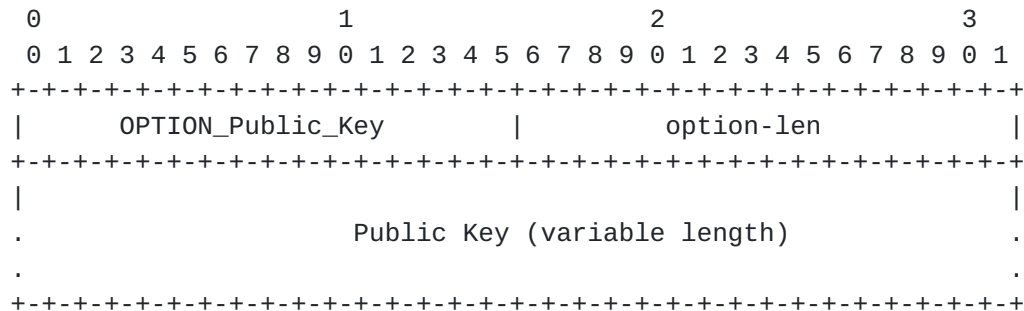 0                   1                   2                   3
 0 1 2 3 4 5 6 7 8 9 0 1 2 3 4 5 6 7 8 9 0 1 2 3 4 5 6 7 8 9 0 1
+-+-+-+-+-+-+-+-+-+-+-+-+-+-+-+-+-+-+-+-+-+-+-+-+-+-+-+-+-+-+-+-+
|      OPTION_Public_Key        |         option-len            |
+-+-+-+-+-+-+-+-+-+-+-+-+-+-+-+-+-+-+-+-+-+-+-+-+-+-+-+-+-+-+-+-+
|                                                               |
.                     Public Key (variable length)              .
.                                                               .
+-+-+-+-+-+-+-+-+-+-+-+-+-+-+-+-+-+-+-+-+-+-+-+-+-+-+-+-+-+-+-+-+